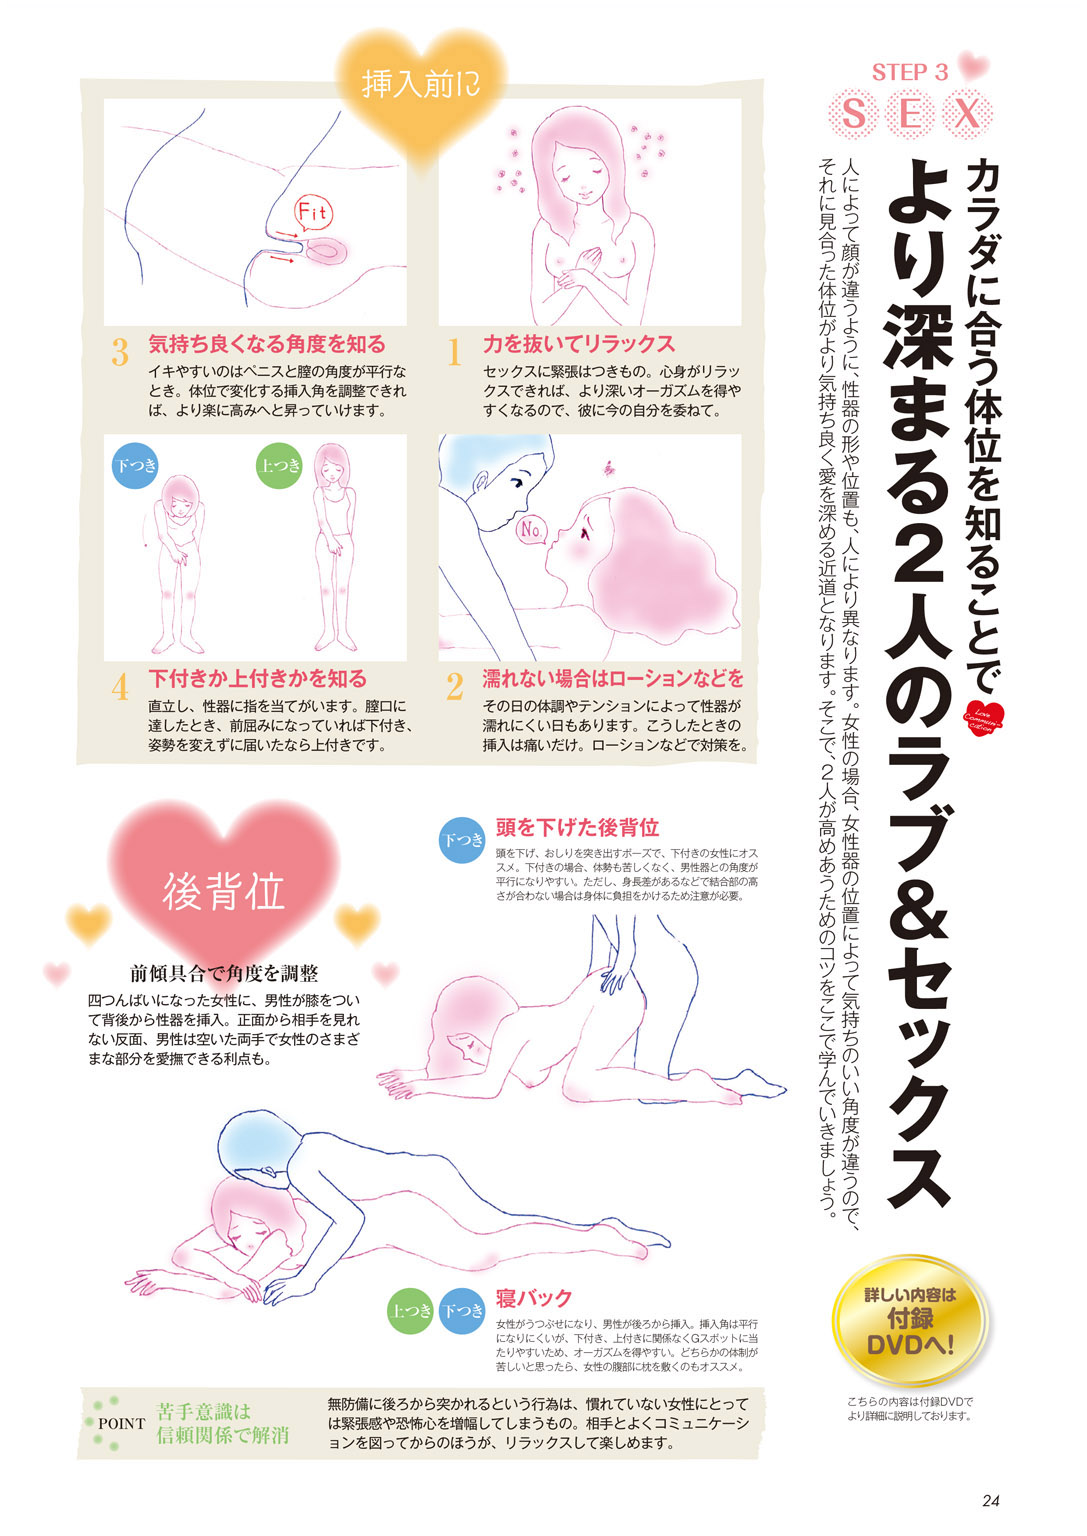 STEP 3
SEX
カラダに合う体位を知ることで
より深まる2人のラブ&セックス
Love
Communi-
cation
人によって顔が違うように、性器の形や位置も、人により異なります。女性の場合、女性器の位置によって気持ちのいい角度が違うので、
それに見合った体位がより気持ち良く愛を深める近道となります。そこで、2人が高めあうためのコツをここで学んでいきましょう。
挿入前に
1
力を抜いてリラックス
セックスに緊張はつきもの。心身がリラッ
クスできれば、より深いオーガズムを得や
すくなるので、彼に今の自分を委ねて。
No.
2
濡れない場合はローションなどを
その日の体調やテンションによって性器が
濡れにくい日もあります。こうしたときの
挿入は痛いだけ。ローションなどで対策を。
Fit
3
気持ち良くなる角度を知る
イキやすいのはペニスと膣の角度が平行な
とき。体位で変化する挿入角を調整できれ
ば、より楽に高みへと昇っていけます。
下つき
上つき
4
下付きか上付きかを知る
直立し、性器に指を当てがいます。膣口に
達したとき、前屈みになっていれば下付き、
姿勢を変えずに届いたなら上付きです。
後背位
前傾具合で角度を調整
四つんばいになった女性に、男性が膝をつい
て背後から性器を挿入。正面から相手を見れ
ない反面、男性は空いた両手で女性のさまざ
まな部分を愛撫できる利点も。
下つき
頭を下げた後背位
頭を下げ、おしりを突き出すポーズで、下付きの女性にオス
スメ。下付きの場合、体勢も苦しくなく、男性器との角度が
平行になりやすい。ただし、身長差があるなどで結合部の高
さが合わない場合は身体に負担をかけるため注意が必要。
上つき
下つき
寝バック
女性がうつぶせになり、男性が後ろから挿入。挿入角は平行
になりにくいが、下付き、上付きに関係なくGスポットに当
たりやすいため、オーガズムを得やすい。どちらかの体制が
苦しいと思ったら、女性の腹部に枕を敷くのもオススメ。
POINT
苦手意識は
信頼関係で解消
無防備に後ろから突かれるという行為は、慣れていない女性にとって
は緊張感や恐怖心を増幅してしまうもの。相手とよくコミュニケーシ
ョンを図ってからのほうが、リラックスして楽しめます。
詳しい内容は
付録
DVDへ!
こちらの内容は付録DVDで
より詳細に説明しております。
24